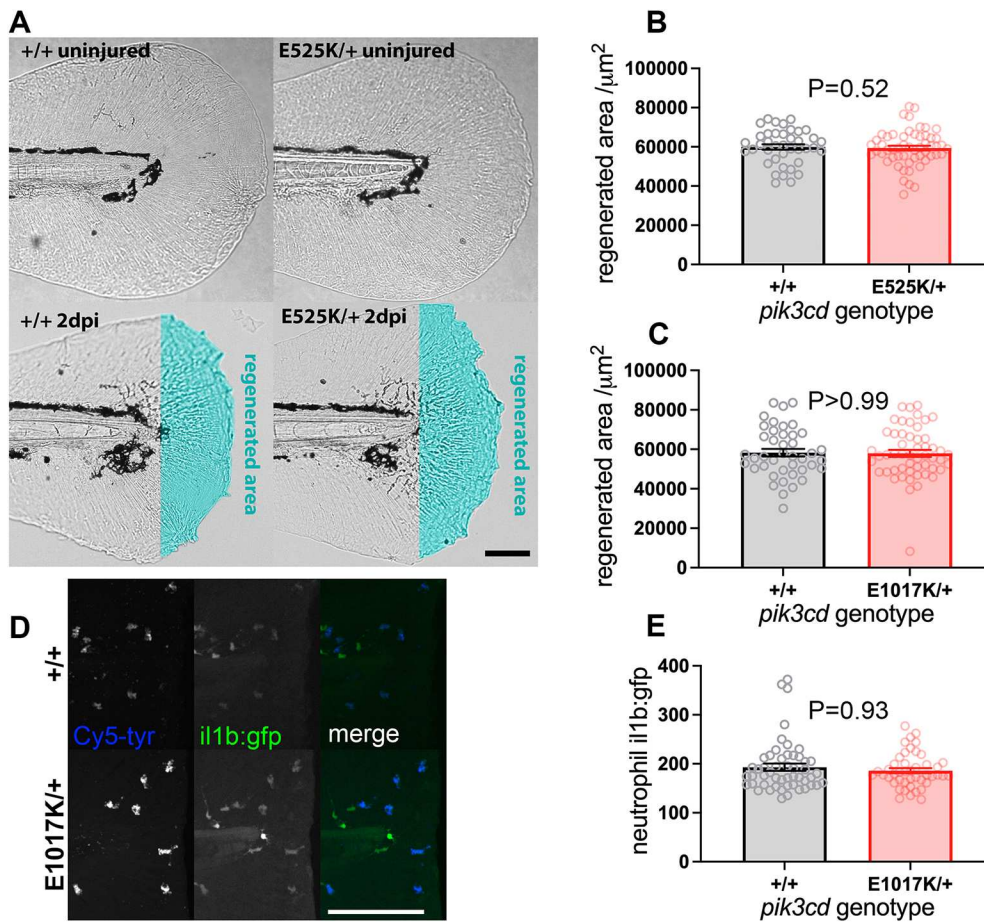 A
+/+ uninjured
E525K/+ uninjured
+/+ 2dpi
E525K/+ 2dpi
regenerated area
regenerated area
B
regenerated area /μm²
100000
80000
60000
40000
20000
0
P=0.52
+/+
E525K/+
pik3cd genotype
C
regenerated area /μm²
100000
80000
60000
40000
20000
0
P>0.99
+/+
E1017K/+
pik3cd genotype
D
+/+
E1017K/+
Cy5-tyr
il1b:gfp
merge
E
neutrophil il1b:gfp
400
300
200
100
0
P=0.93
+/+
E1017K/+
pik3cd genotype